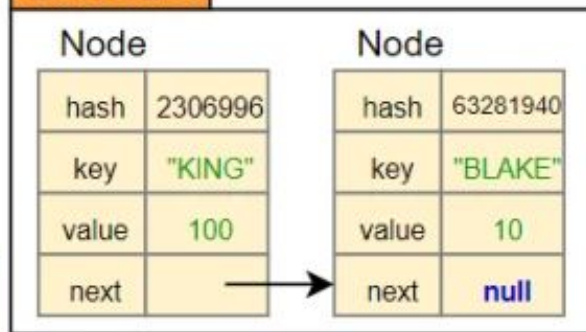 Node
hash 2306996
key "KING"
value 100
next
Node
hash 63281940
key "BLAKE"
value 10
next null